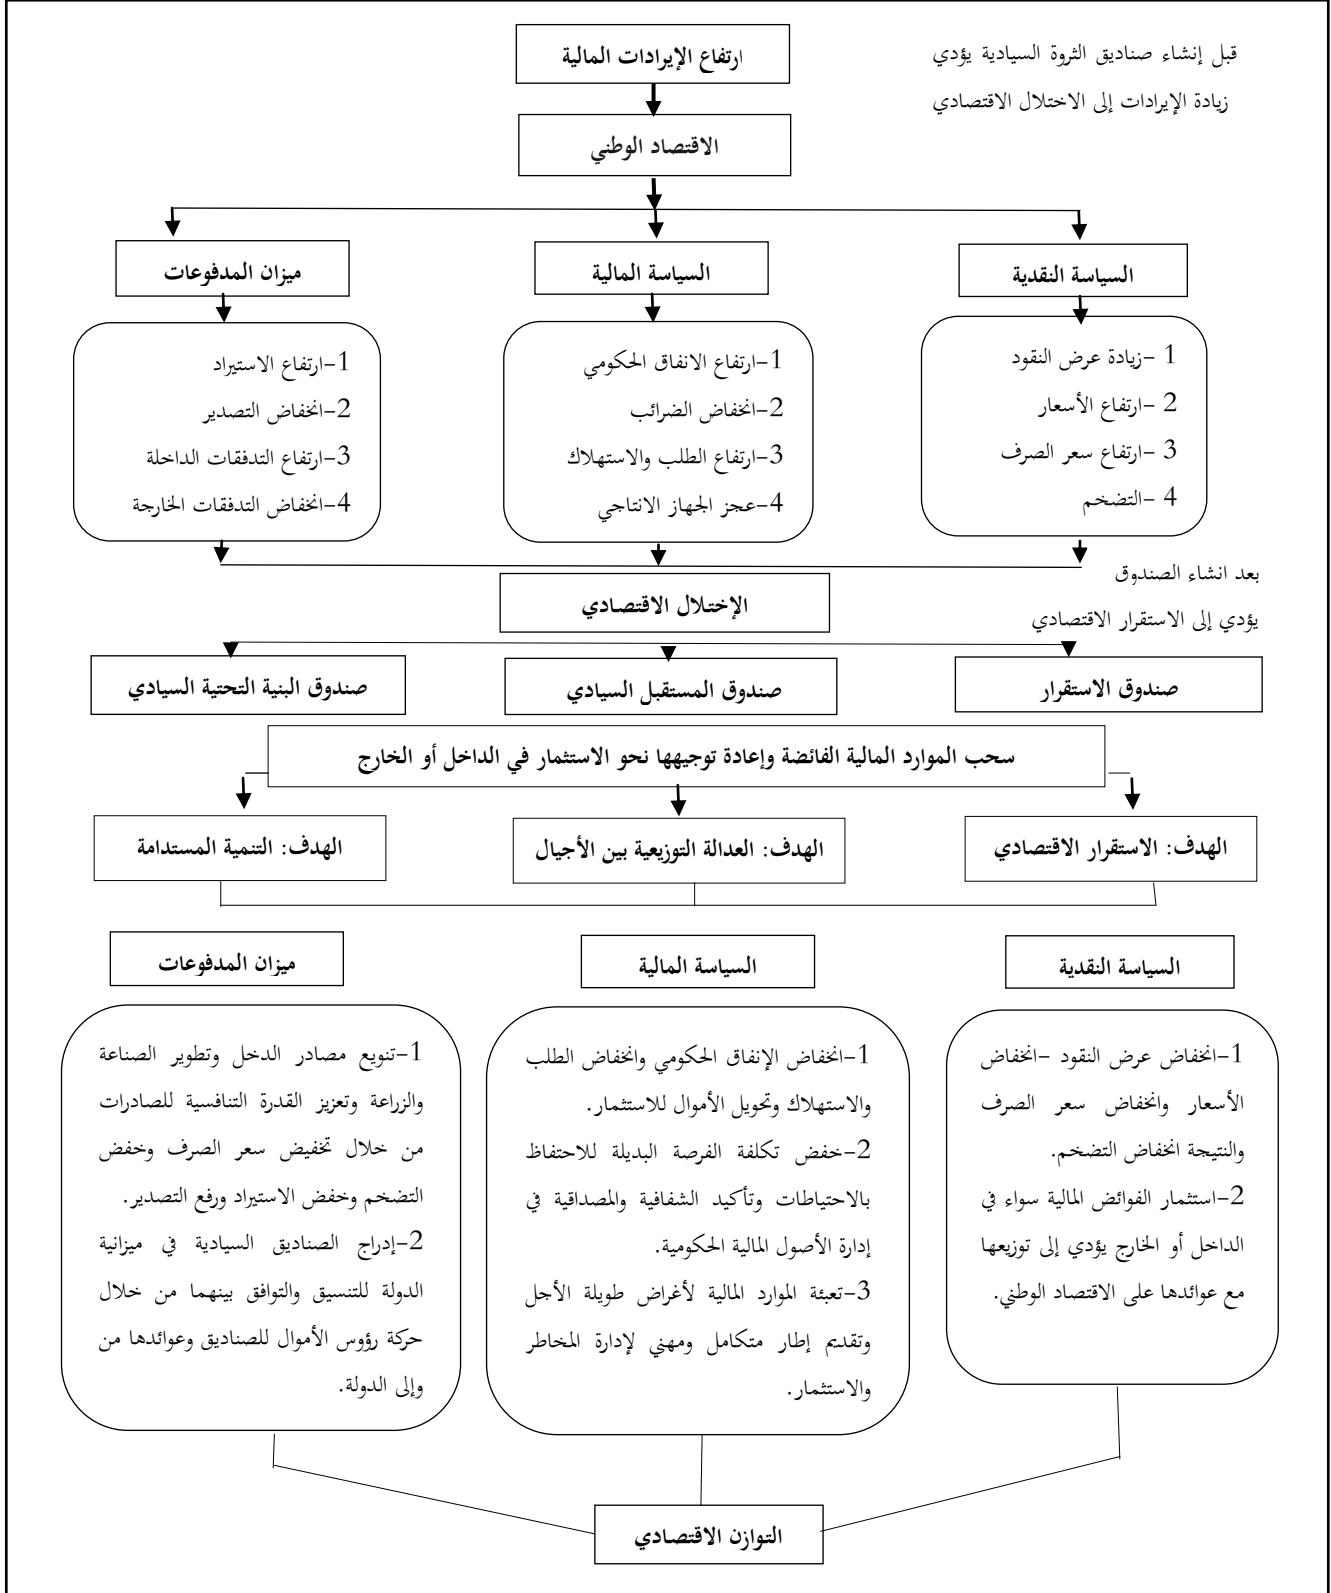 ارتفاع الإيرادات المالية
قبل إنشاء صناديق الثروة السيادية يؤدي
زيادة الإيرادات إلى الاختلال الاقتصادي
الاقتصاد الوطني
السياسة النقدية
السياسة المالية
ميزان المدفوعات
1 -زيادة عرض النقود
2 -ارتفاع الأسعار
3 -ارتفاع سعر الصرف
4 -التضخم
1-ارتفاع الانفاق الحكومي
2-انخفاض الضرائب
3-ارتفاع الطلب والاستهلاك
4-عجز الجهاز الانتاجي
1-ارتفاع الاستيراد
2-انخفاض التصدير
3-ارتفاع التدفقات الداخلة
4-انخفاض التدفقات الخارجة
بعد انشاء الصندوق
يؤدي إلى الاستقرار الاقتصادي
الإختلال الاقتصادي
صندوق الاستقرار
صندوق المستقبل السيادي
صندوق البنية التحتية السيادي
سحب الموارد المالية الفائضة وإعادة توجيهها نحو الاستثمار في الداخل أو الخارج
الهدف: الاستقرار الاقتصادي
الهدف: العدالة التوزيعية بين الأجيال
الهدف: التنمية المستدامة
السياسة النقدية
السياسة المالية
ميزان المدفوعات
1-انخفاض عرض النقود -انخفاض
الأسعار وانخفاض سعر الصرف
والنتيجة انخفاض التضخم.
2-استثمار الفوائض المالية سواء في
الداخل أو الخارج يؤدي إلى توزيعها
مع عوائدها على الاقتصاد الوطني.
1-انخفاض الإنفاق الحكومي وانخفاض الطلب
والاستهلاك وتحويل الأموال للاستثمار.
2-خفض تكلفة الفرصة البديلة للاحتفاظ
بالاحتياطات وتأكيد الشفافية والمصداقية في
إدارة الأصول المالية الحكومية.
3-تعبئة الموارد المالية لأغراض طويلة الأجل
وتقديم إطار متكامل ومهني لإدارة المخاطر
والاستثمار.
1-تنويع مصادر الدخل وتطوير الصناعة
والزراعة وتعزيز القدرة التنافسية للصادرات
من خلال تخفيض سعر الصرف وخفض
التضخم وخفض الاستيراد ورفع التصدير.
2-إدراج الصناديق السيادية في ميزانية
الدولة للتنسيق والتوافق بينهما من خلال
حركة رؤوس الأموال للصناديق وعوائدها من
وإلى الدولة.
التوازن الاقتصادي